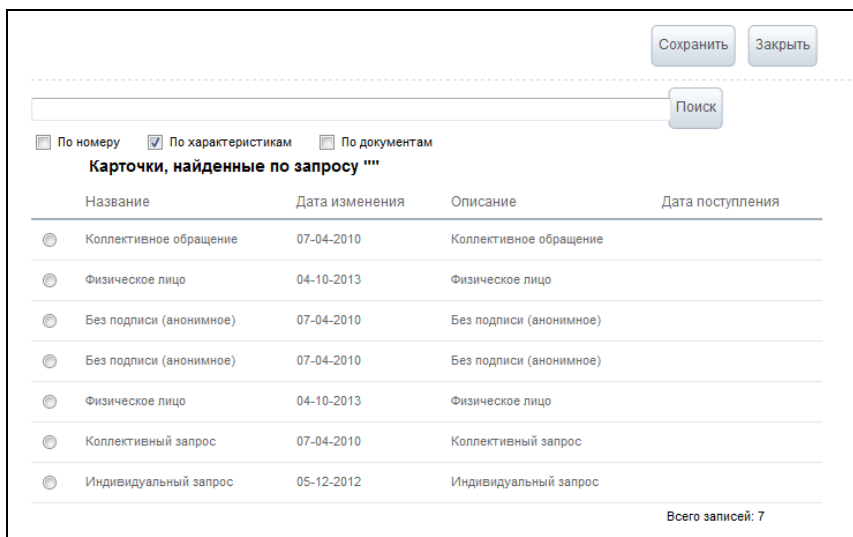 Сохранить Закрыть
Поиск
По номеру По характеристикам По документам
Карточки, найденные по запросу ""
Название Дата изменения Описание Дата поступления
Коллективное обращение 07-04-2010 Коллективное обращение
Физическое лицо 04-10-2013 Физическое лицо
Без подписи (анонимное) 07-04-2010 Без подписи (анонимное)
Без подписи (анонимное) 07-04-2010 Без подписи (анонимное)
Физическое лицо 04-10-2013 Физическое лицо
Коллективный запрос 07-04-2010 Коллективный запрос
Индивидуальный запрос 05-12-2012 Индивидуальный запрос
Всего записей: 7